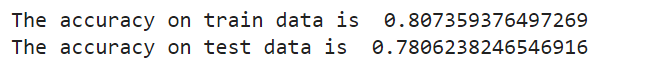 The accuracy on train data is  0.807359376497269
The accuracy on test data is  0.7806238246546916